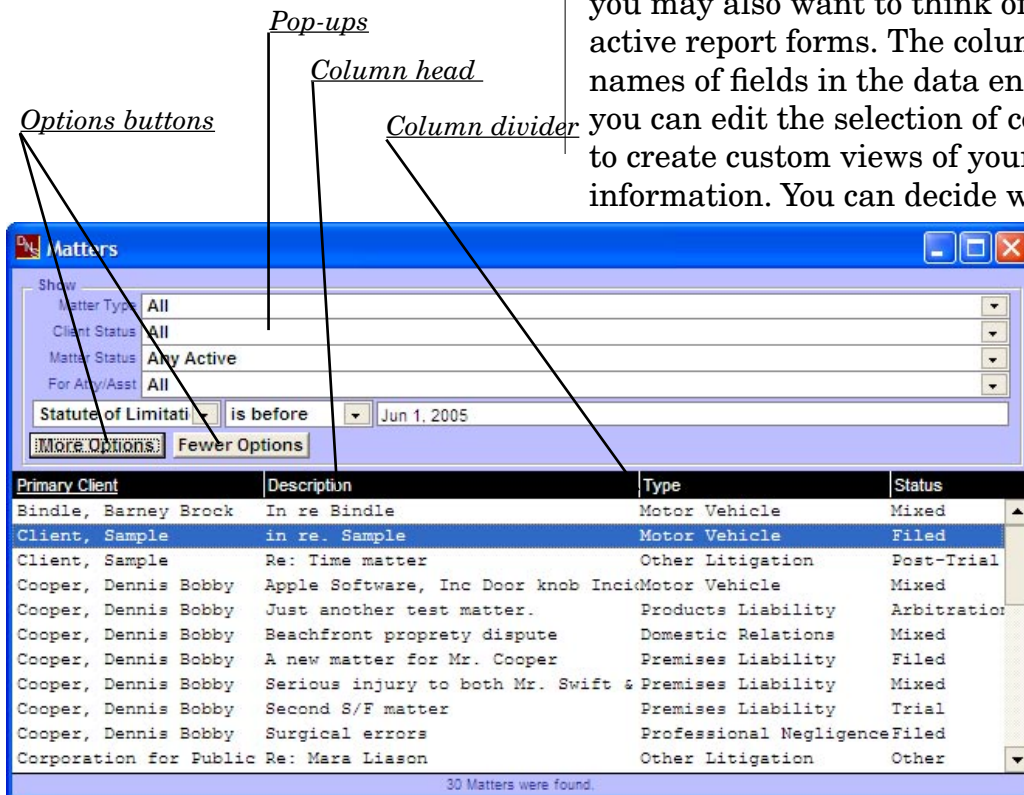 you may also want to think of
active report forms. The colum
names of fields in the data en
you can edit the selection of co
to create custom views of your
information. You can decide w
Pop-ups
Column head
Options buttons
Column divider
DNS Matters
Show
Matter Type All
Client Status All
Matter Status Any Active
For Atty/Asst All
Statute of Limitati is before Jun 1, 2005
More Options Fewer Options
Primary Client Description Type Status
Bindle, Barney Brock In re Bindle Motor Vehicle Mixed
Client, Sample in re. Sample Motor Vehicle Filed
Client, Sample Re: Time matter Other Litigation Post-Trial
Cooper, Dennis Bobby Apple Software, Inc Door knob Inci Motor Vehicle Mixed
Cooper, Dennis Bobby Just another test matter. Products Liability Arbitration
Cooper, Dennis Bobby Beachfront proprety dispute Domestic Relations Mixed
Cooper, Dennis Bobby A new matter for Mr. Cooper Premises Liability Filed
Cooper, Dennis Bobby Serious injury to both Mr. Swift & Premises Liability Mixed
Cooper, Dennis Bobby Second S/F matter Premises Liability Trial
Cooper, Dennis Bobby Surgical errors Professional Negligence Filed
Corporation for Public Re: Mara Liason Other Litigation Other
30 Matters were found.